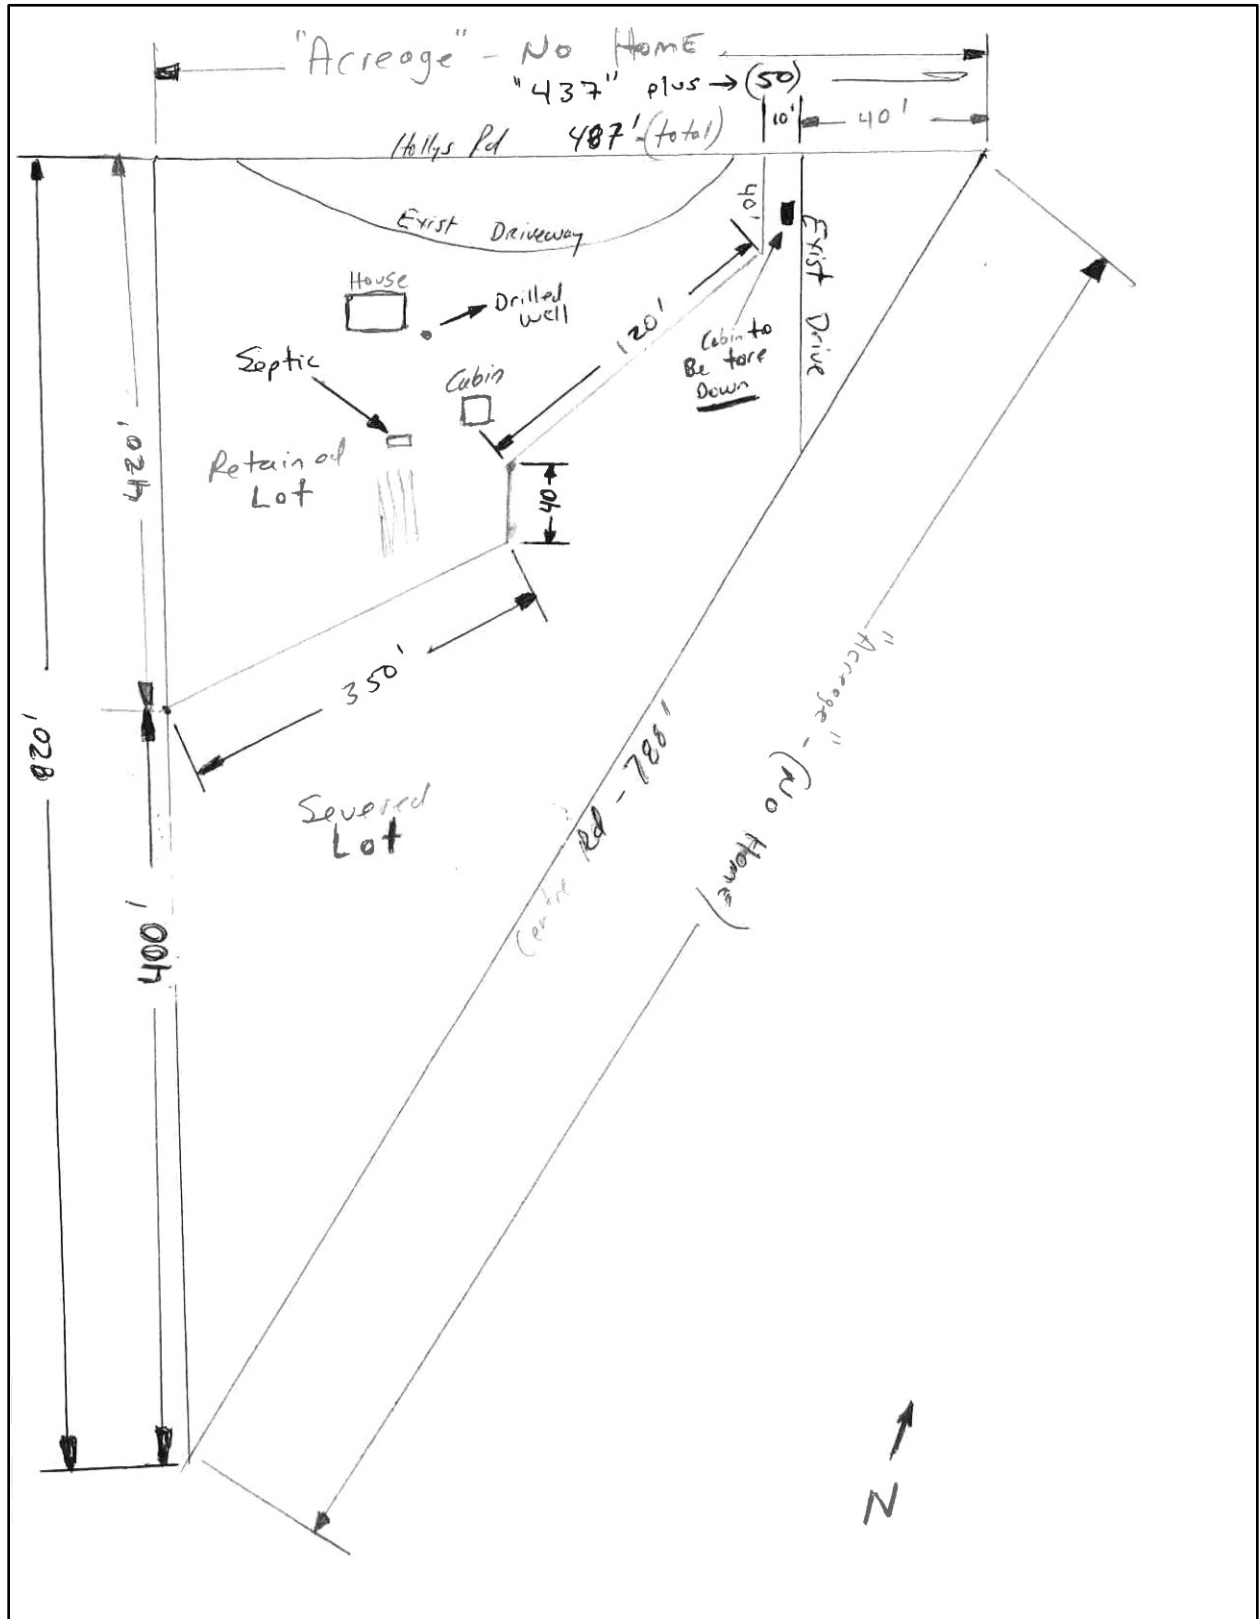 "Acreage" - No Home
"437" plus → (50)
10'
40'
Hollys Rd 487' (total)
40'
Exist Driveway
Exist Drive
House
Drilled
Well
120'
Cabin to
Be tore
Down
Septic
Cabin
420'
Retained
Lot
40'
350'
820'
Severed
Lot
Centre Rd - 788'
"Acreage" - (No Home)
400'
N